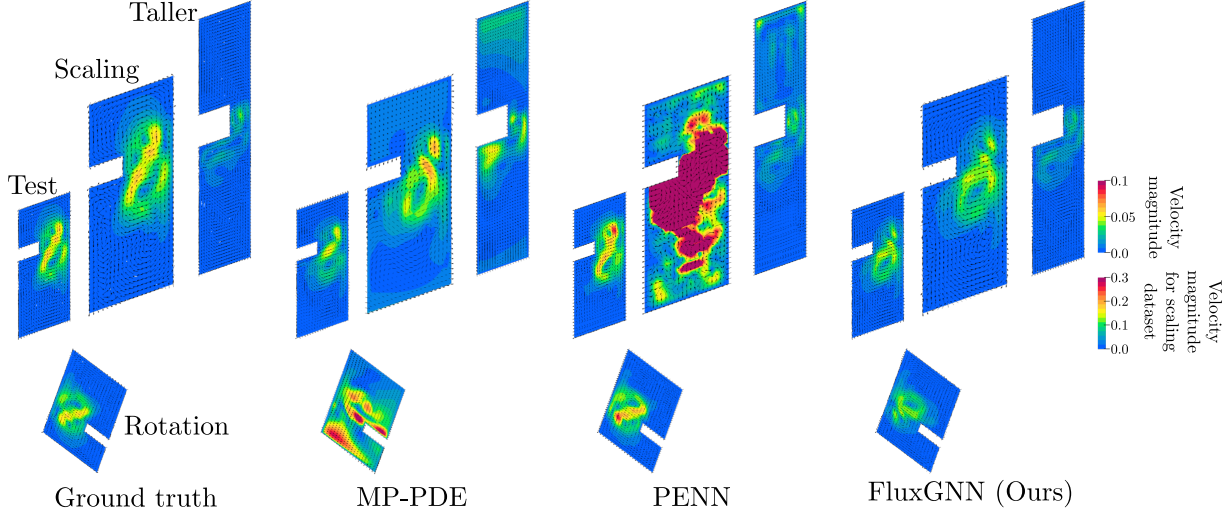 Taller
Scaling
Test
0.1
0.05
0.0
Velocity
magnitude
0.3
0.2
0.1
0.0
Velocity
magnitude
for scaling
dataset
Rotation
Ground truth
MP-PDE
PENN
FluxGNN (Ours)